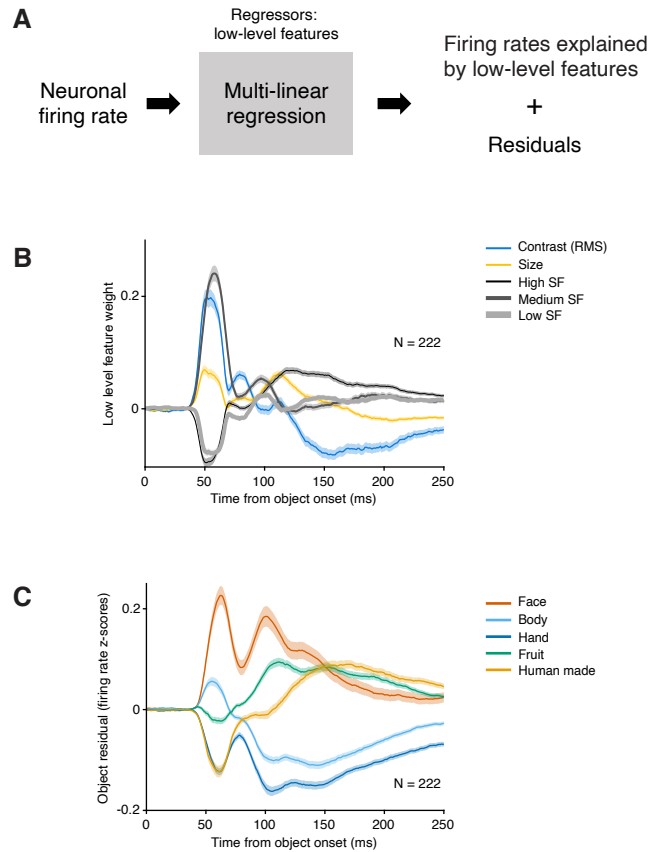 A
Regressors:
low-level features
Neuronal
firing rate
Multi-linear
regression
Firing rates explained
by low-level features
+
Residuals
B
Low level feature weight
0.2
0
0
50
100
150
200
250
Time from object onset (ms)
N = 222
Contrast (RMS)
Size
High SF
Medium SF
Low SF
C
Object residual (firing rate z-scores)
0.2
0
-0.2
0
50
100
150
200
250
Time from object onset (ms)
N = 222
Face
Body
Hand
Fruit
Human made